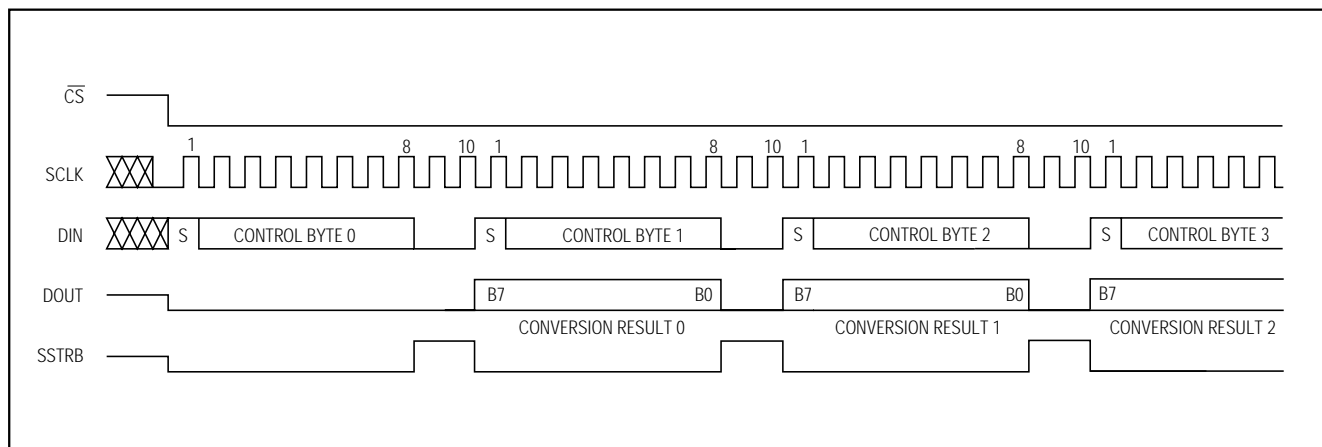 CS
1 8 10 1 8 10 1 8 10 1
SCLK
DIN S CONTROL BYTE 0 S CONTROL BYTE 1 S CONTROL BYTE 2 S CONTROL BYTE 3
DOUT B7 B0 B7 B0 B7
CONVERSION RESULT 0 CONVERSION RESULT 1 CONVERSION RESULT 2
SSTRB